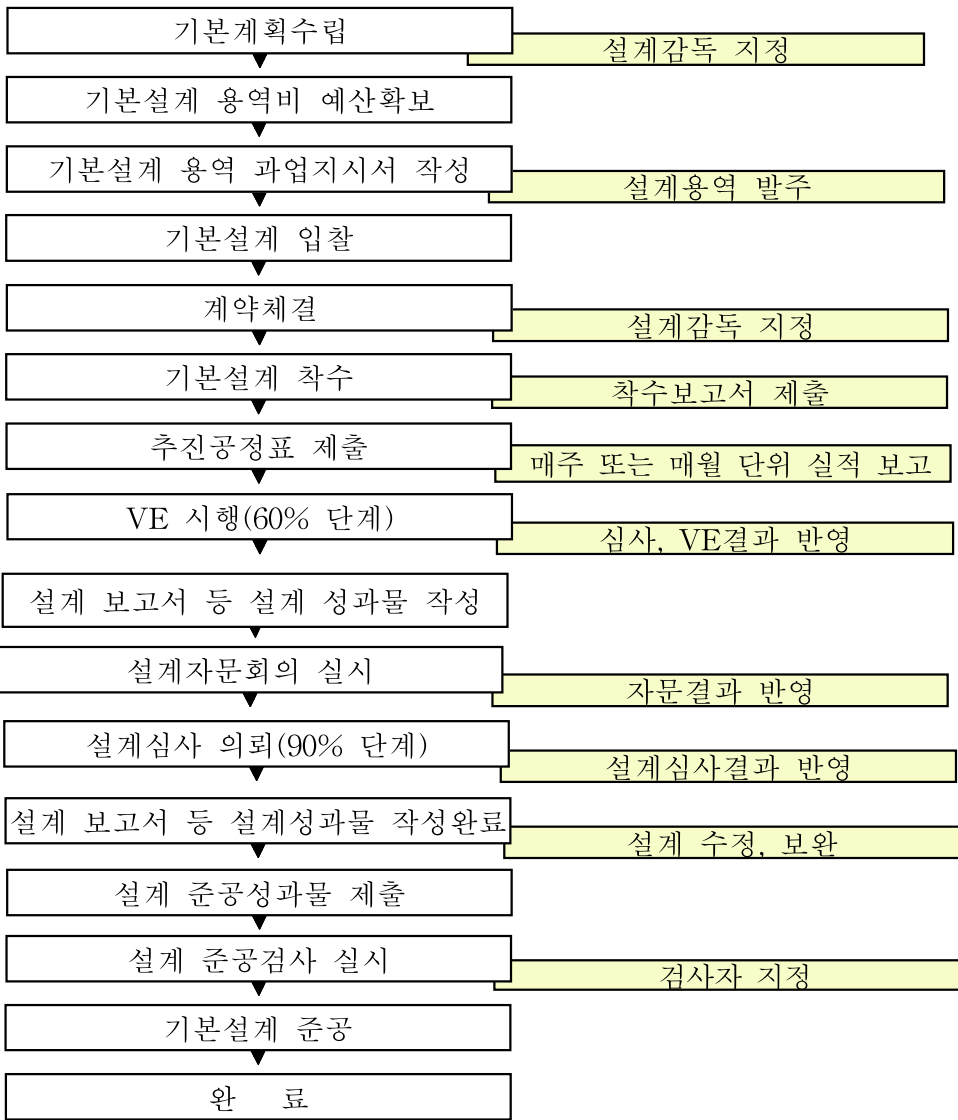 기본계획수립
설계감독 지정
기본설계 용역비 예산확보
기본설계 용역 과업지시서 작성
설계용역 발주
기본설계 입찰
계약체결
설계감독 지정
기본설계 착수
착수보고서 제출
추진공정표 제출
매주 또는 매월 단위 실적 보고
VE 시행(60% 단계)
심사, VE결과 반영
설계 보고서 등 설계 성과물 작성
설계자문회의 실시
자문결과 반영
설계심사 의뢰(90% 단계)
설계심사결과 반영
설계 보고서 등 설계성과물 작성완료
설계 수정, 보완
설계 준공성과물 제출
설계 준공검사 실시
검사자 지정
기본설계 준공
완 료